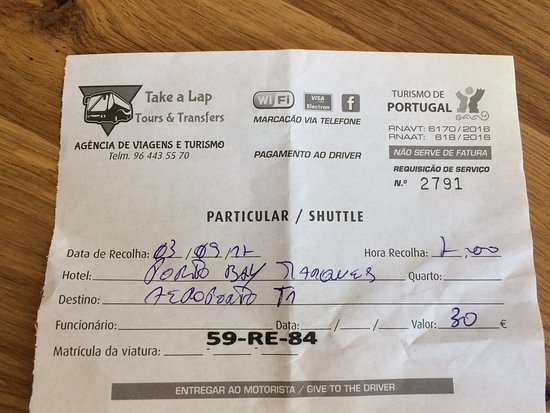 Take a Lap
Tours & Transfers
AGÊNCIA DE VIAGENS E TURISMO
Telm. 96 443 55 70
WiFi VISA Electron f
MARCAÇÃO VIA TELEFONE
PAGAMENTO AO DRIVER
TURISMO DE
PORTUGAL
RNAVT: 6170/2016
RNAAT: 618/2016
NÃO SERVE DE FATURA
REQUISIÇÃO DE SERVIÇO
N.º 2791
PARTICULAR / SHUTTLE
Data de Recolha: 03/09/17 Hora Recolha: ,00
Hotel: PORTO BAY Quarto:
Destino: AEROPORTO T1
Funcionário: Data: / / Valor: 30 €
Matrícula da viatura: 59-RE-84
ENTREGAR AO MOTORISTA / GIVE TO THE DRIVER